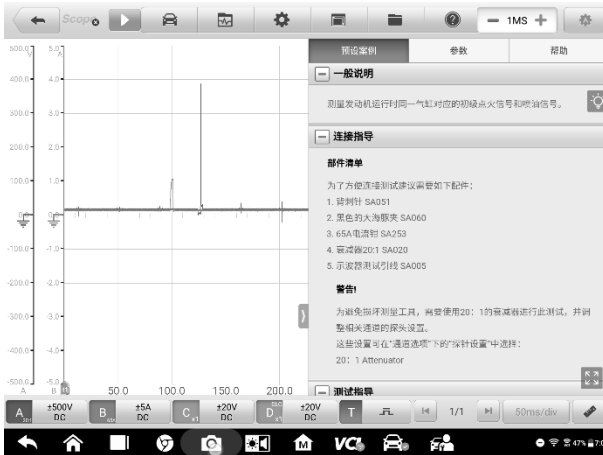 Scope
1MS
预设案例
参数
帮助
一般说明
测量发动机运行时同一气缸对应的初级点火信号和喷油信号。
连接指导
部件清单
为了方便连接测试建议需要如下配件：
1. 背刺针 SA051
2. 黑色的大海豚夹 SA060
3. 65A电流钳 SA253
4. 衰减器20:1 SA020
5. 示波器测试引线 SA005
警告!
为避免损坏测量工具，需要使用20：1的衰减器进行此测试，并调
整相关通道的探头设置。
这些设置可在"通道选项"下的"探针设置"中选择:
20：1 Attenuator
测试指导
500.0
V
400.0
300.0
200.0
100.0
0.0
-100.0
-200.0
-300.0
-400.0
-500.0
A
5.0
A
4.0
3.0
2.0
1.0
0.0
-1.0
-2.0
-3.0
-4.0
-5.0
B
50.0
100.0
150.0
200.0
A
±500V
DC
B
±5A
DC
C
x1
±20V
DC
D
x1
±20V
DC
T
1/1
50ms/div
M
VCI
47%